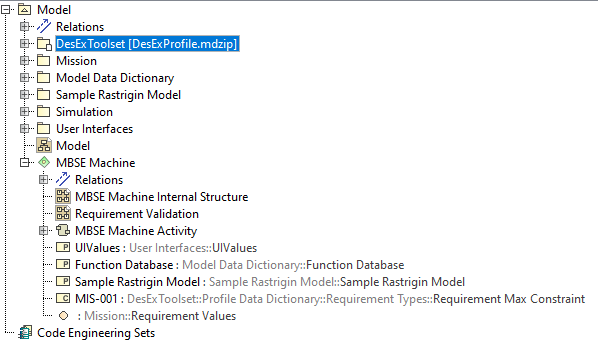 Model
Relations
DesExToolset [DesExProfile.mdzip]
Mission
Model Data Dictionary
Sample Rastrigin Model
Simulation
User Interfaces
Model
MBSE Machine
Relations
MBSE Machine Internal Structure
Requirement Validation
MBSE Machine Activity
P UIValues : User Interfaces::UIValues
P Function Database : Model Data Dictionary::Function Database
P Sample Rastrigin Model : Sample Rastrigin Model::Sample Rastrigin Model
C MIS-001 : DesExToolset::Profile Data Dictionary::Requirement Types::Requirement Max Constraint
: Mission::Requirement Values
Code Engineering Sets